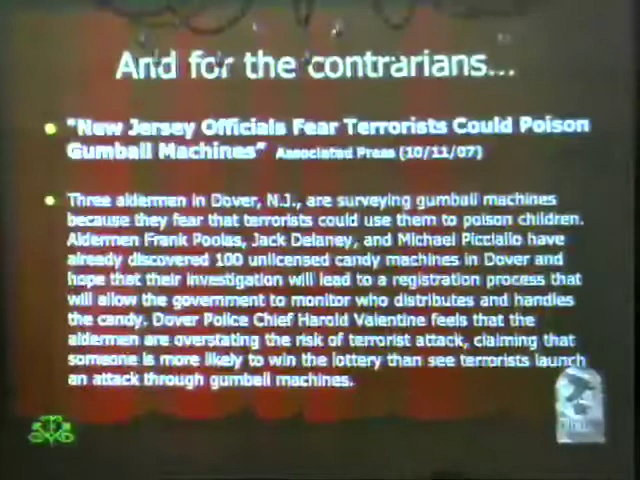 And for the contrarians...
"New Jersey Officials Fear Terrorists Could Poison
Gumball Machines" Associated Press (10/11/07)
Three aldermen in Dover, N.J., are surveying gumball machines
because they fear that terrorists could use them to poison children.
Aldermen Frank Poolas, Jack Delaney, and Michael Picciallo have
already discovered 100 unlicensed candy machines in Dover and
hope that their investigation will lead to a registration process that
will allow the government to monitor who distributes and handles
the candy. Dover Police Chief Harold Valentine feels that the
aldermen are overstating the risk of terrorist attack, claiming that
someone is more likely to win the lottery than see terrorists launch
an attack through gumball machines.